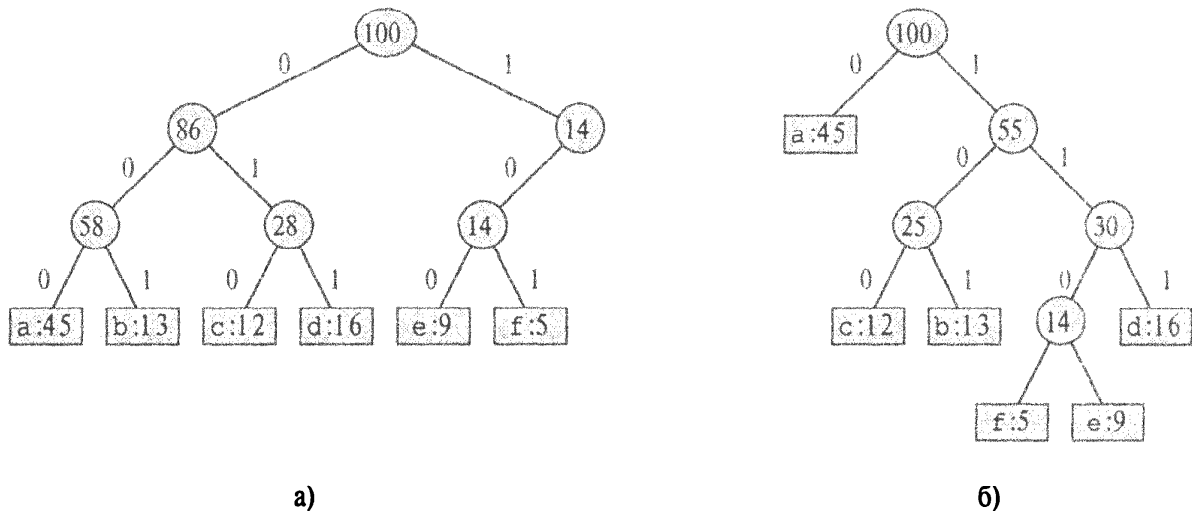 100 100
0 1 0 1
86 14 a:45 55
0 1 0 0 1
58 28 14 25 30
0 1 0 1 0 1 0 1 0 1
a:45 b:13 c:12 d:16 e:9 f:5 c:12 b:13 14 d:16
f:5 e:9
а) б)